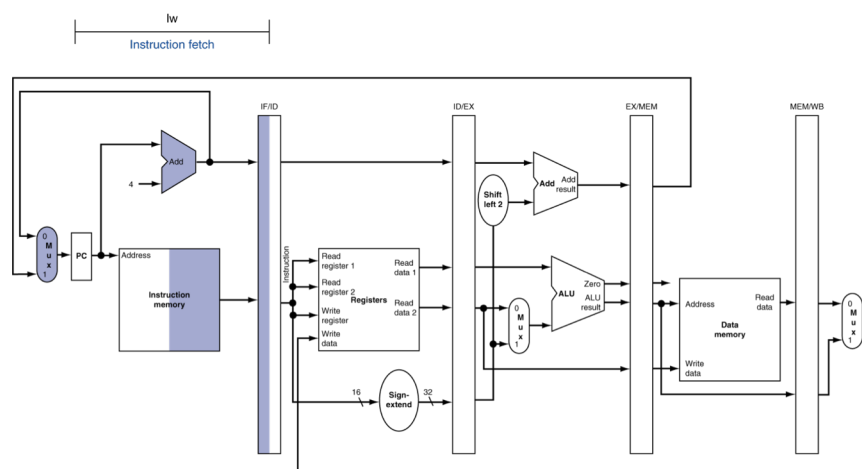 lw
Instruction fetch
IF/ID
ID/EX
EX/MEM
MEM/WB
Add
4
Shift
left 2
Add
Add
result
0
M
u
x
1
PC
Address
Instruction
memory
Instruction
Read
register 1
Read
register 2
Write
register
Write
data
Registers
Read
data 1
Read
data 2
0
M
u
x
1
Zero
ALU
ALU
result
Address
Read
data
Data
memory
Write
data
0
M
u
x
1
16
Sign-
extend
32